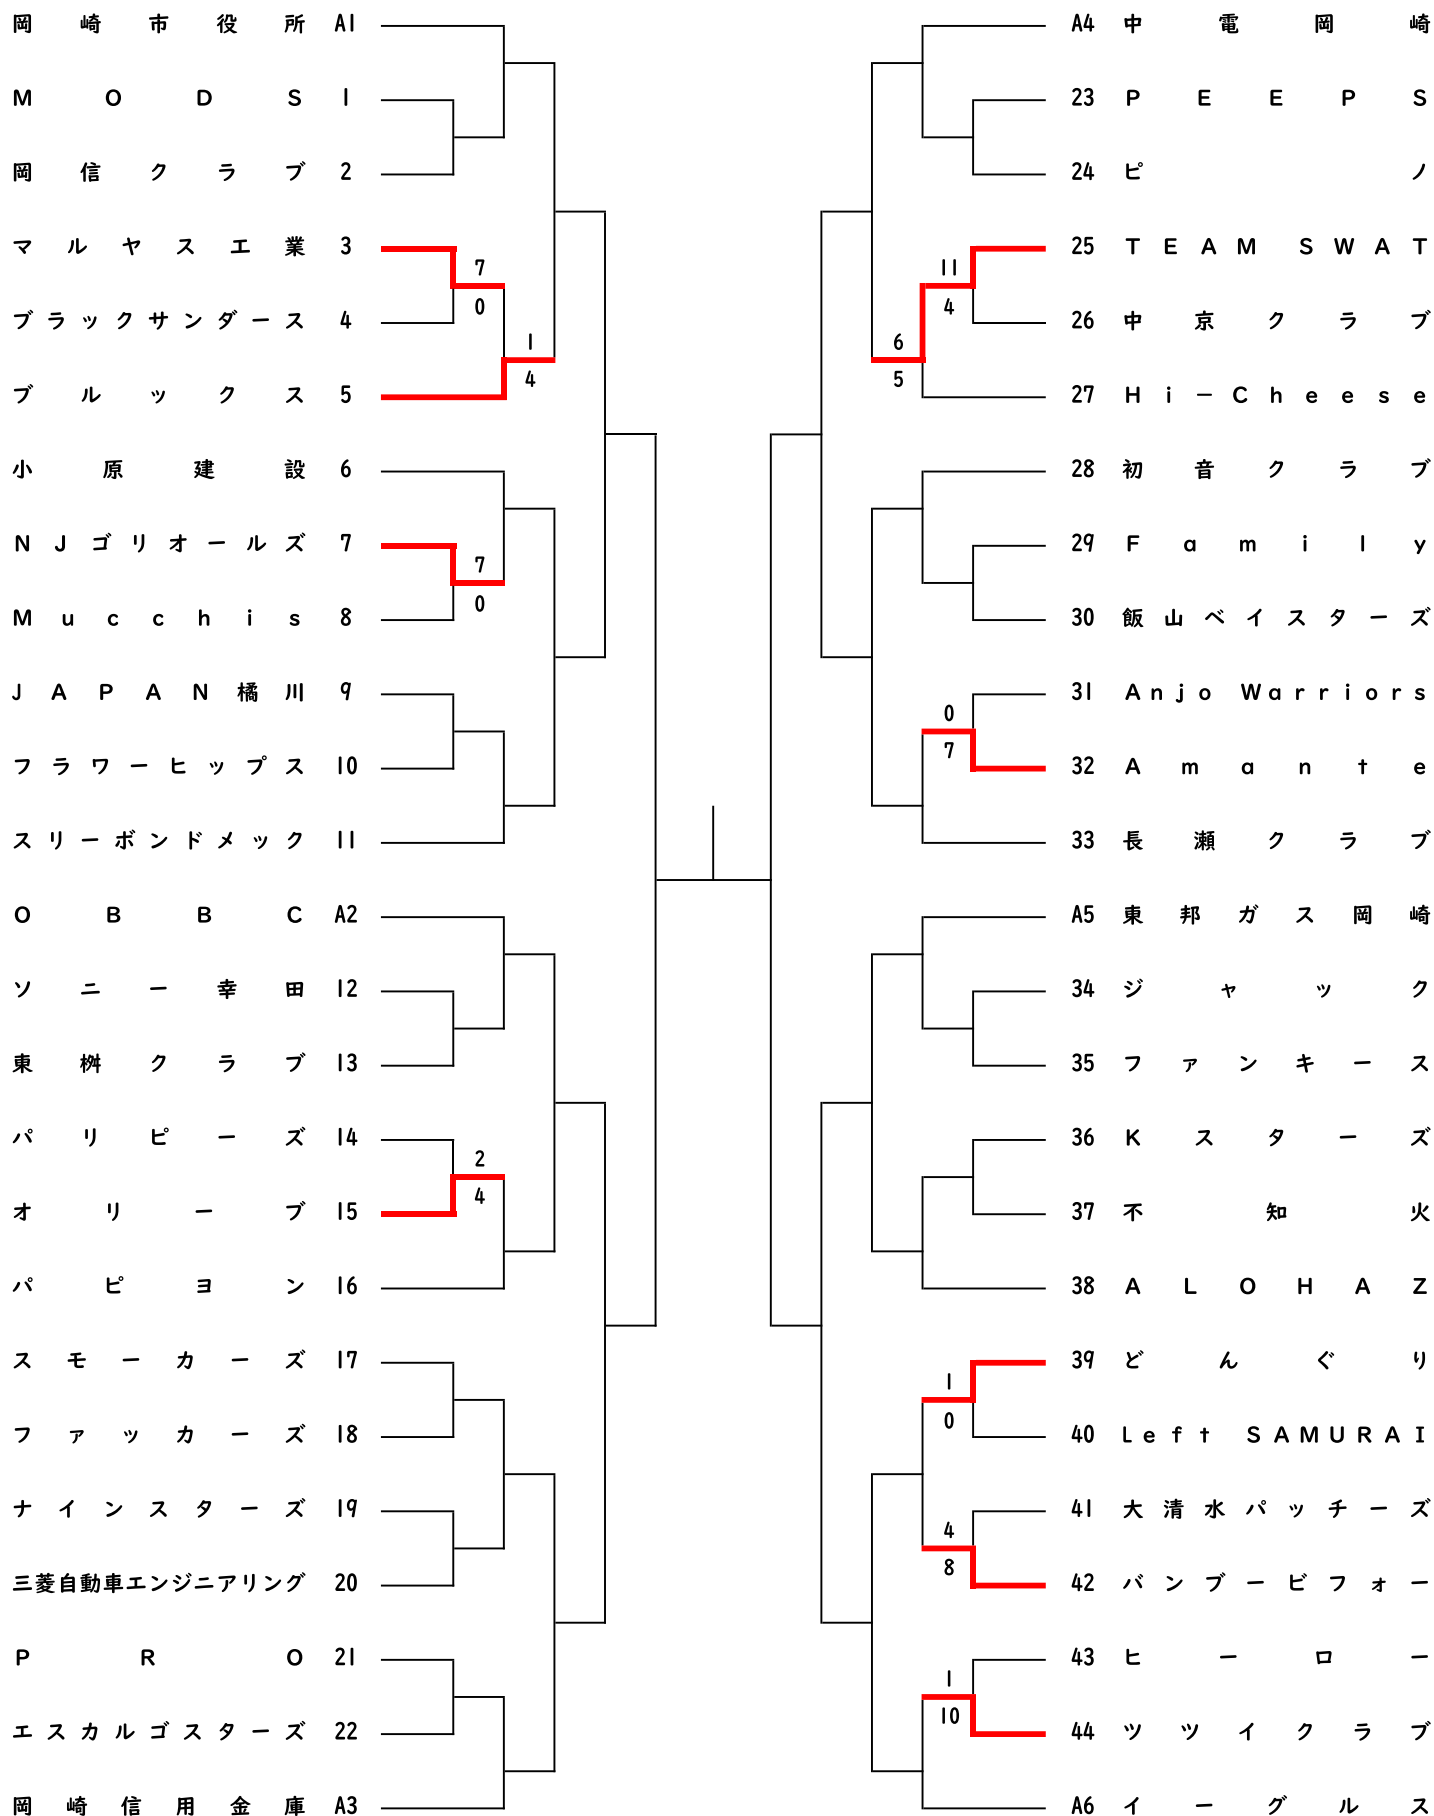 岡崎市役所 A1
MODS 1
岡信クラブ 2
マルヤス工業 3
7
0
ブラックサンダース 4
1
4
ブルックス 5
小原建設 6
NJゴリオールズ 7
7
0
Mucchis 8
JAPAN橘川 9
フラワーヒップス 10
スリーボンドメック 11
OBBC A2
ソニー幸田 12
東桝クラブ 13
パリピーズ 14
2
4
オリーブ 15
パピヨン 16
スモーカーズ 17
ファッカーズ 18
ナインスターズ 19
三菱自動車エンジニアリング 20
PRO 21
エスカルゴスターズ 22
岡崎信用金庫 A3
A4 中電岡崎
23 PEEPS
24 ピノ
25 TEAM SWAT
11
4
26 中京クラブ
6
5
27 Hi-Cheese
28 初音クラブ
29 Family
30 飯山ベイスターズ
31 Anjo Warriors
0
7
32 Amante
33 長瀬クラブ
A5 東邦ガス岡崎
34 ジャック
35 ファンキース
36 Kスターズ
37 不知火
38 ALOHAZ
39 どんぐり
1
0
40 Left SAMURAI
41 大清水パッチーズ
4
8
42 バンブービフォー
43 ヒーロー
1
10
44 ツツイクラブ
A6 イーグルス